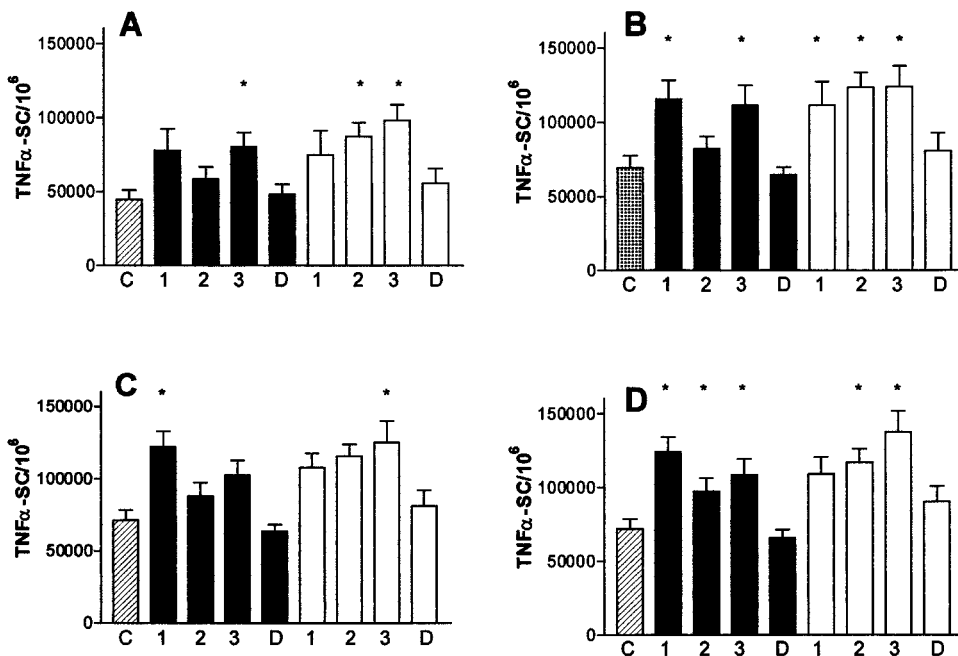 A
B
TNFα-SC/10⁶
150000
100000
50000
0
* * *
C 1 2 3 D 1 2 3 D
TNFα-SC/10⁶
150000
100000
50000
0
* * * * *
C 1 2 3 D 1 2 3 D
C
D
TNFα-SC/10⁶
150000
100000
50000
0
* *
C 1 2 3 D 1 2 3 D
TNFα-SC/10⁶
150000
100000
50000
0
* * * * *
C 1 2 3 D 1 2 3 D